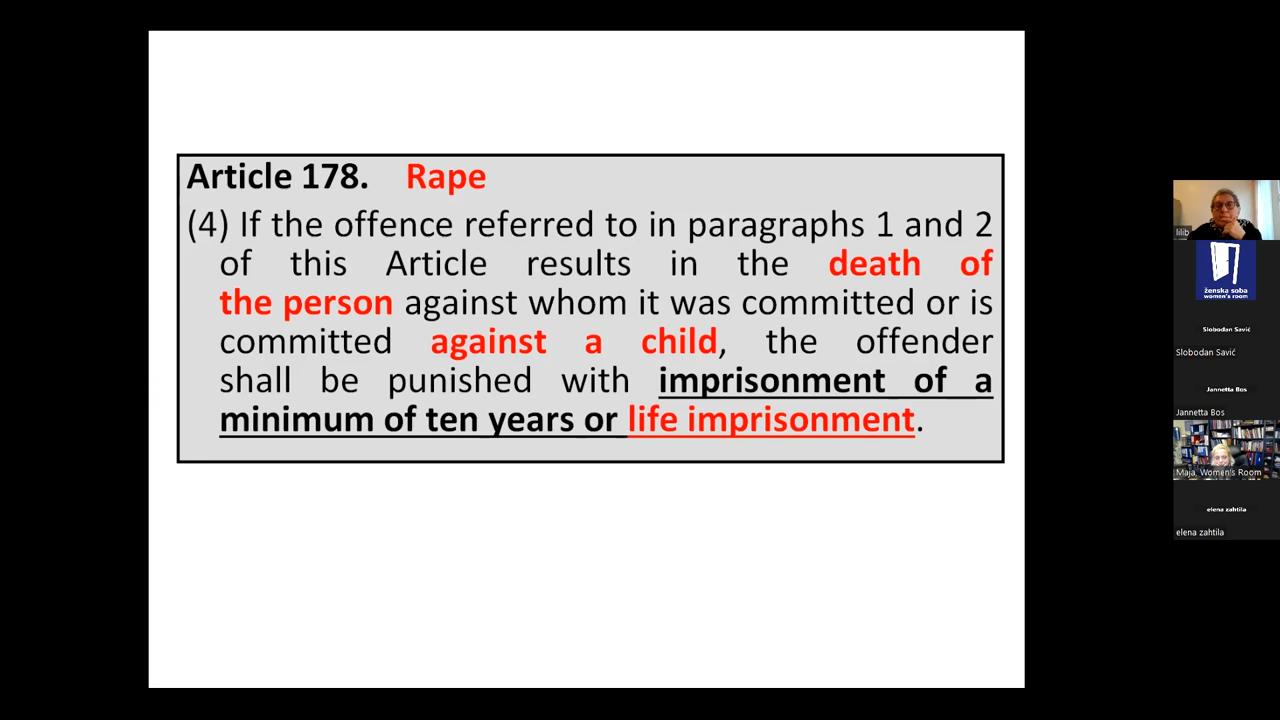 Article 178. Rape
(4) If the offence referred to in paragraphs 1 and 2
of this Article results in the death of
the person against whom it was committed or is
committed against a child, the offender
shall be punished with imprisonment of a
minimum of ten years or life imprisonment.
lilib
ženska soba
women's room
Slobodan Savić
Slobodan Savić
Jannetta Bos
Jannetta Bos
Maja, Women's Room
elena zahtila
elena zahtila